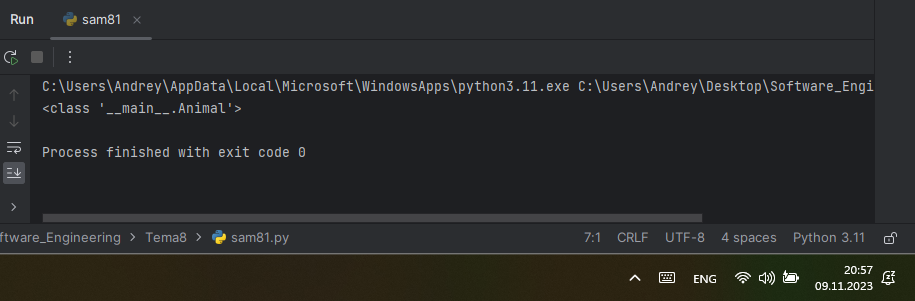 Run sam81
C:\Users\Andrey\AppData\Local\Microsoft\WindowsApps\python3.11.exe C:\Users\Andrey\Desktop\Software_Engi
<class '__main__.Animal'>
Process finished with exit code 0
ftware_Engineering > Tema8 > sam81.py 7:1 CRLF UTF-8 4 spaces Python 3.11
ENG 20:57
09.11.2023